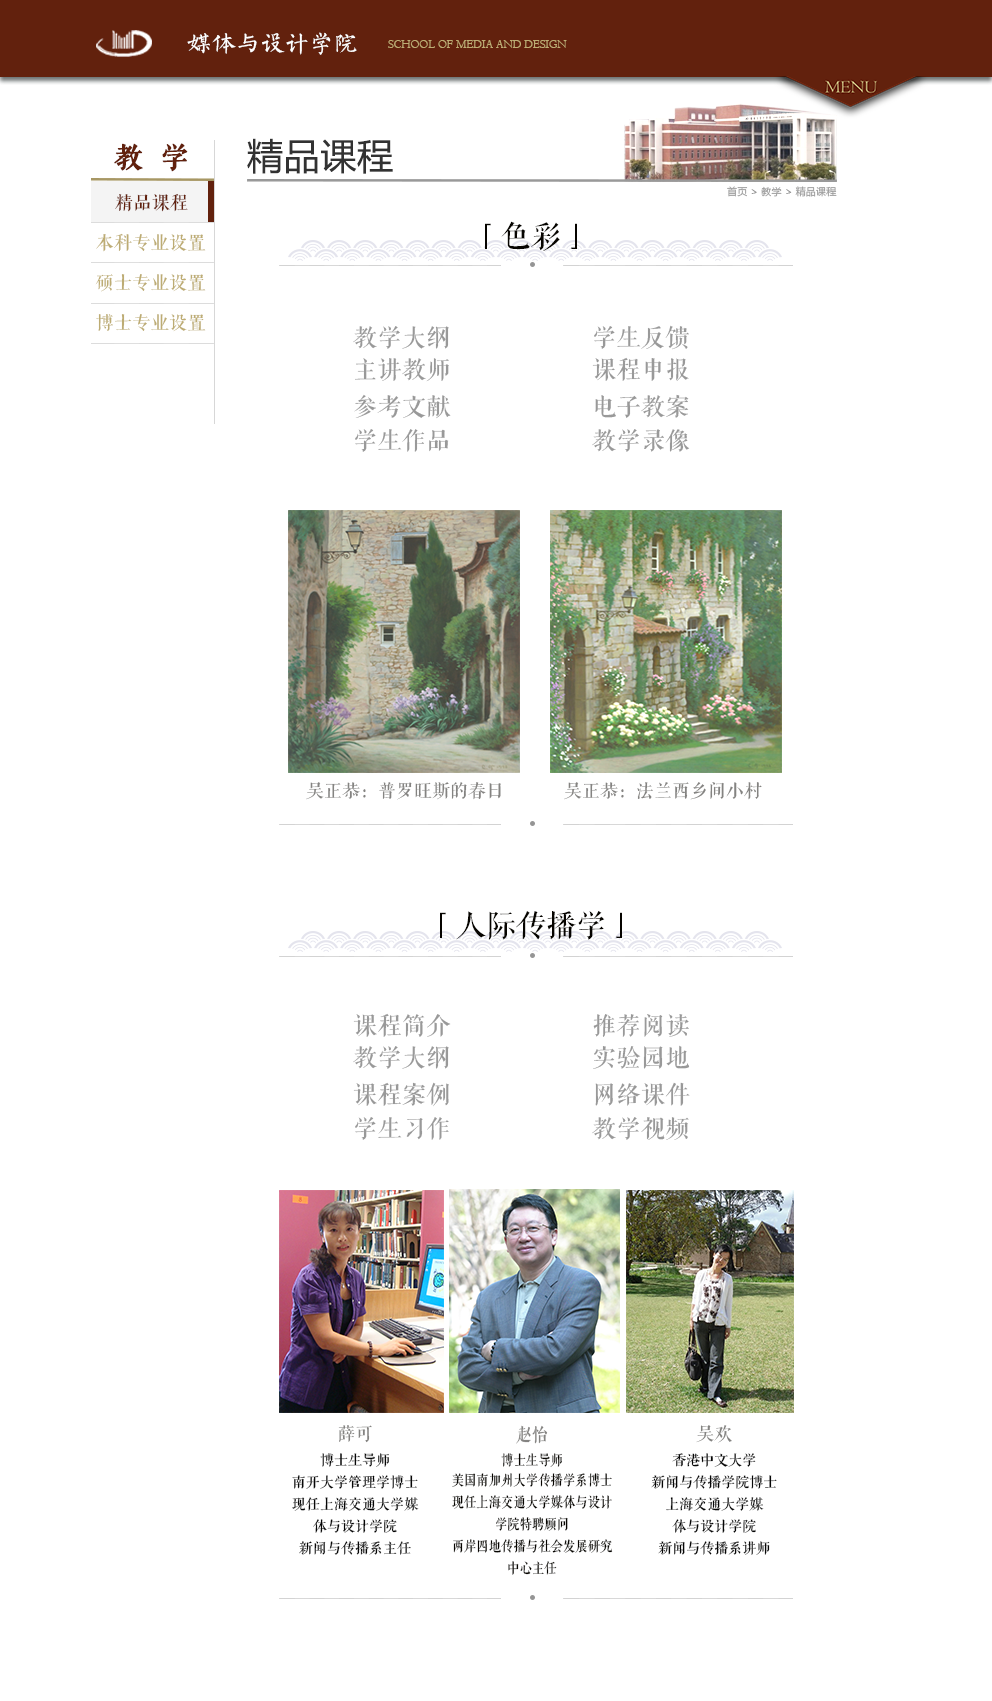 媒体与设计学院 SCHOOL OF MEDIA AND DESIGN
MENU
教 学
精品课程
本科专业设置
硕士专业设置
博士专业设置
精品课程
首页 > 教学 > 精品课程
「色彩」
教学大纲 学生反馈
主讲教师 课程申报
参考文献 电子教案
学生作品 教学录像
吴正恭：普罗旺斯的春日 吴正恭：法兰西乡间小村
「人际传播学」
课程简介 推荐阅读
教学大纲 实验园地
课程案例 网络课件
学生习作 教学视频
薛可
博士生导师
南开大学管理学博士
现任上海交通大学媒
体与设计学院
新闻与传播系主任
赵怡
博士生导师
美国南加州大学传播学系博士
现任上海交通大学媒体与设计
学院特聘顾问
两岸四地传播与社会发展研究
中心主任
吴欢
香港中文大学
新闻与传播学院博士
上海交通大学媒
体与设计学院
新闻与传播系讲师